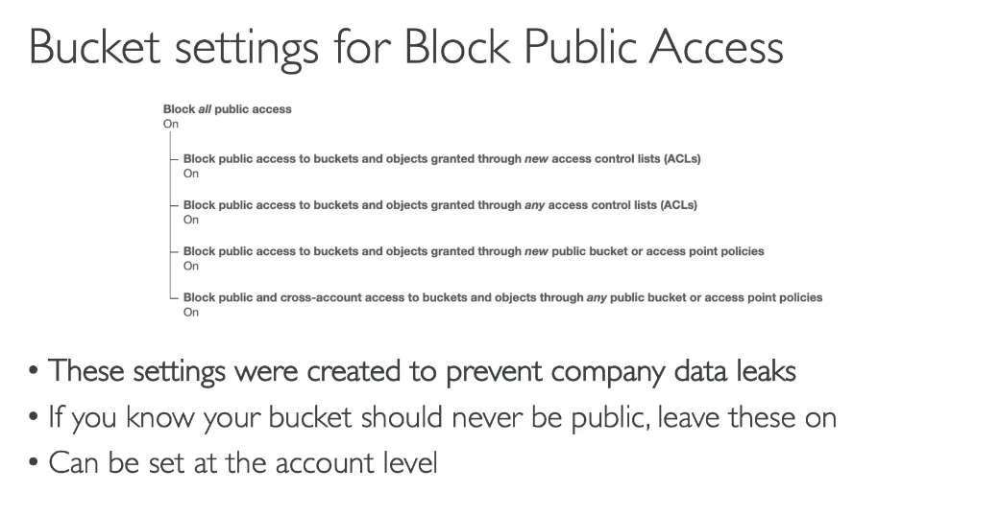 Bucket settings for Block Public Access
Block all public access
On
Block public access to buckets and objects granted through new access control lists (ACLs)
On
Block public access to buckets and objects granted through any access control lists (ACLs)
On
Block public access to buckets and objects granted through new public bucket or access point policies
On
Block public and cross-account access to buckets and objects through any public bucket or access point policies
On
• These settings were created to prevent company data leaks
• If you know your bucket should never be public, leave these on
• Can be set at the account level